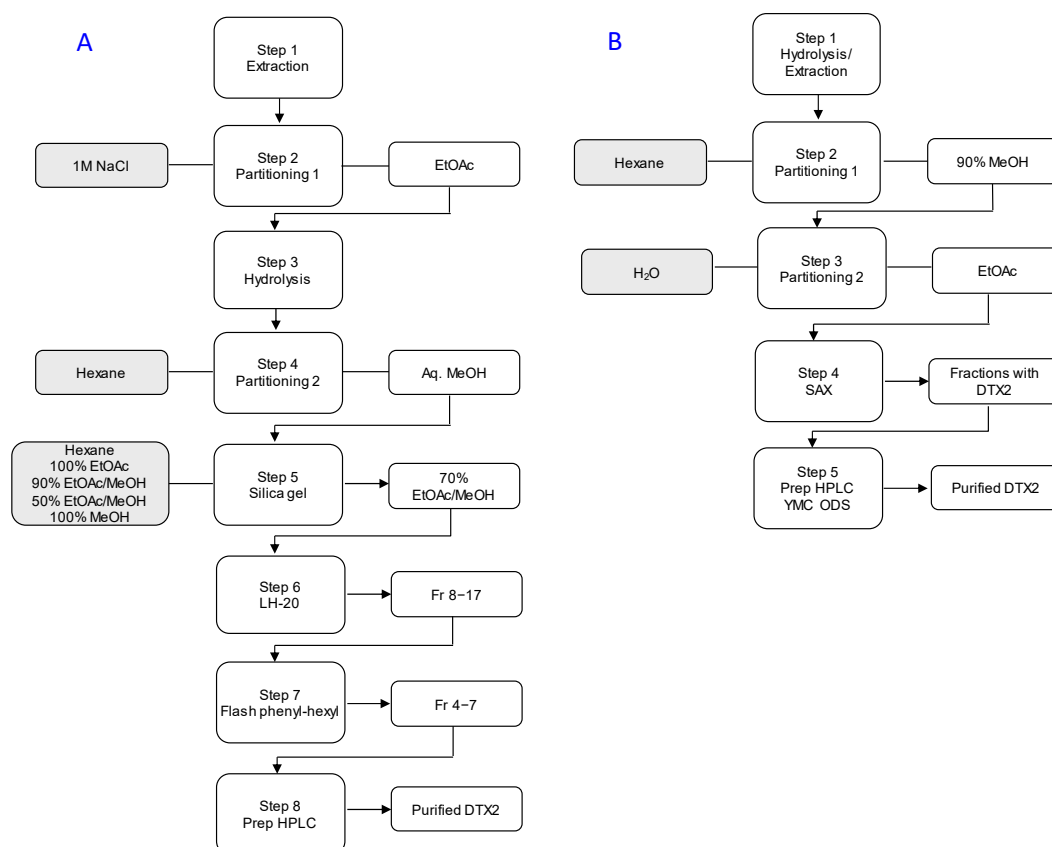 A
Step 1
Extraction
1M NaCl
Step 2
Partitioning 1
EtOAc
Step 3
Hydrolysis
Hexane
Step 4
Partitioning 2
Aq. MeOH
Hexane
100% EtOAc
90% EtOAc/MeOH
50% EtOAc/MeOH
100% MeOH
Step 5
Silica gel
70%
EtOAc/MeOH
Step 6
LH-20
Fr 8−17
Step 7
Flash phenyl-hexyl
Fr 4−7
Step 8
Prep HPLC
Purified DTX2
B
Step 1
Hydrolysis/
Extraction
Hexane
Step 2
Partitioning 1
90% MeOH
H₂O
Step 3
Partitioning 2
EtOAc
Step 4
SAX
Fractions with
DTX2
Step 5
Prep HPLC
YMC ODS
Purified DTX2